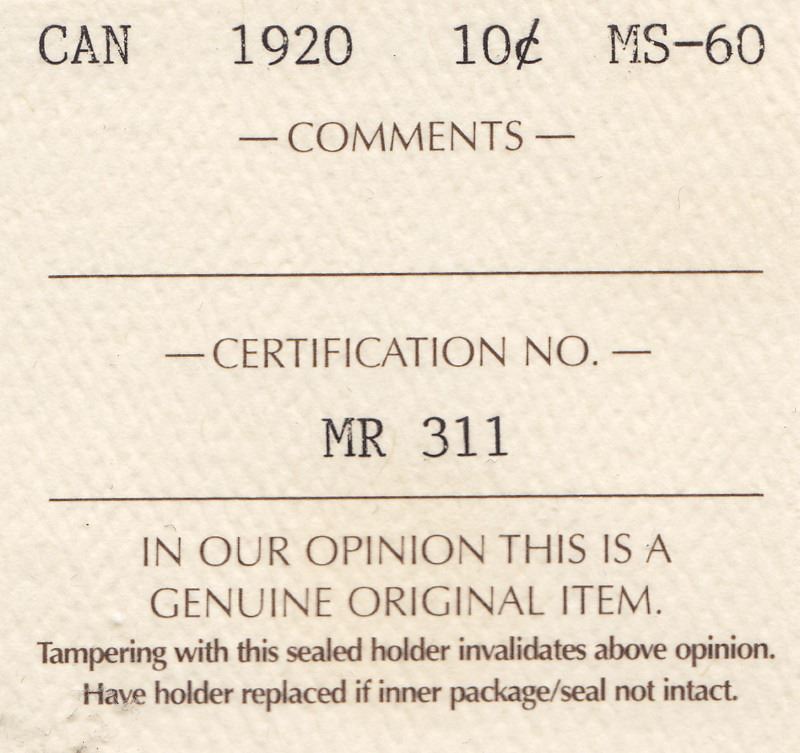 CAN 1920 10¢ MS-60
— COMMENTS —
— CERTIFICATION NO. —
MR 311
IN OUR OPINION THIS IS A
GENUINE ORIGINAL ITEM.
Tampering with this sealed holder invalidates above opinion.
Have holder replaced if inner package/seal not intact.